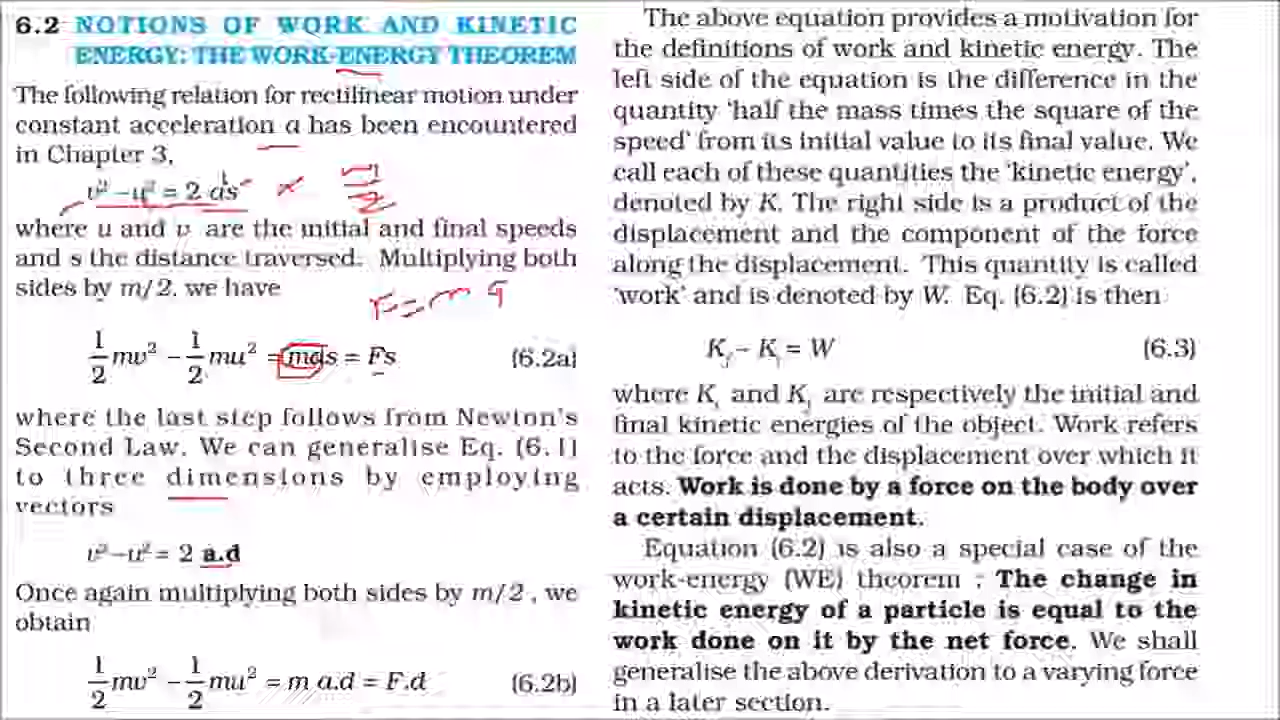 6.2 NOTIONS OF WORK AND KINETIC
ENERGY: THE WORK-ENERGY THEOREM
The following relation for rectilinear motion under
constant acceleration a has been encountered
in Chapter 3,
v² − u² = 2 as × m/2
where u and v are the initial and final speeds
and s the distance traversed. Multiplying both
sides by m/2, we have
F = ma
1/2 mv² − 1/2 mu² = mas = Fs (6.2a)
where the last step follows from Newton's
Second Law. We can generalise Eq. (6.1)
to three dimensions by employing
vectors
v² − u² = 2 a.d
Once again multiplying both sides by m/2 , we
obtain
1/2 mv² − 1/2 mu² = m a.d = F.d (6.2b)
The above equation provides a motivation for
the definitions of work and kinetic energy. The
left side of the equation is the difference in the
quantity 'half the mass times the square of the
speed' from its initial value to its final value. We
call each of these quantities the 'kinetic energy',
denoted by K. The right side is a product of the
displacement and the component of the force
along the displacement. This quantity is called
'work' and is denoted by W. Eq. (6.2) is then
Kf − Ki = W (6.3)
where Ki and Kf are respectively the initial and
final kinetic energies of the object. Work refers
to the force and the displacement over which it
acts. Work is done by a force on the body over
a certain displacement.
Equation (6.2) is also a special case of the
work-energy (WE) theorem : The change in
kinetic energy of a particle is equal to the
work done on it by the net force. We shall
generalise the above derivation to a varying force
in a later section.